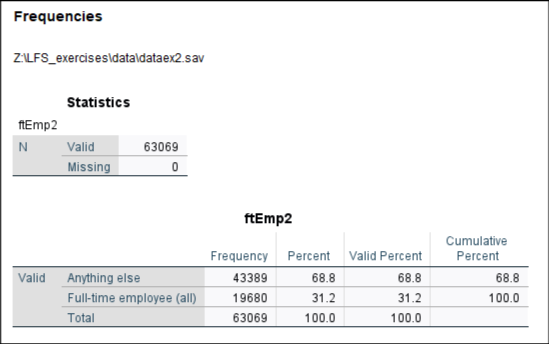 Frequencies
Z:\LFS_exercises\data\dataex2.sav
Statistics
ftEmp2
N Valid 63069
Missing 0
ftEmp2
Frequency Percent Valid Percent Cumulative Percent
Valid Anything else 43389 68.8 68.8 68.8
Full-time employee (all) 19680 31.2 31.2 100.0
Total 63069 100.0 100.0